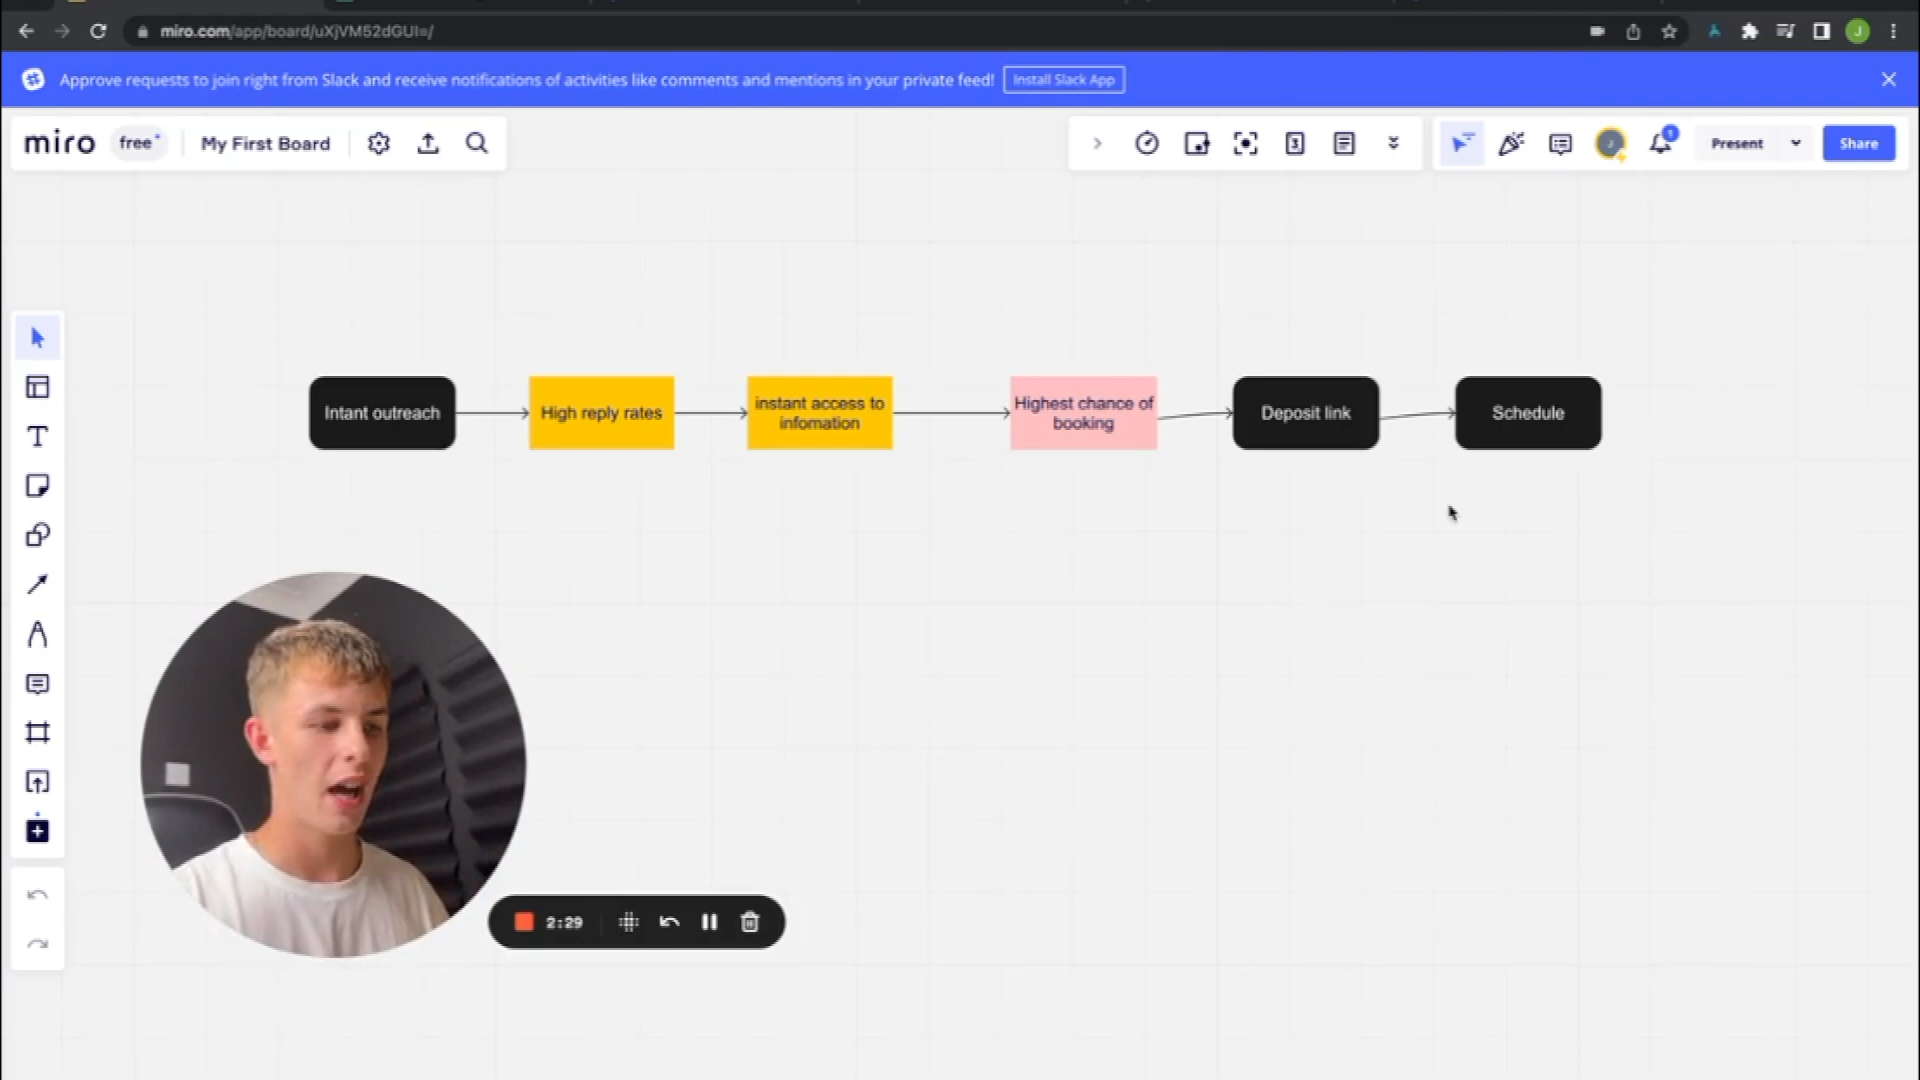 miro.com/app/board/uXjVM52dGUI=/
J
Approve requests to join right from Slack and receive notifications of activities like comments and mentions in your private feed! Install Slack App
miro free My First Board
3
1
Present Share
Intant outreach
High reply rates
instant access to
infomation
Highest chance of
booking
Deposit link
Schedule
2:29